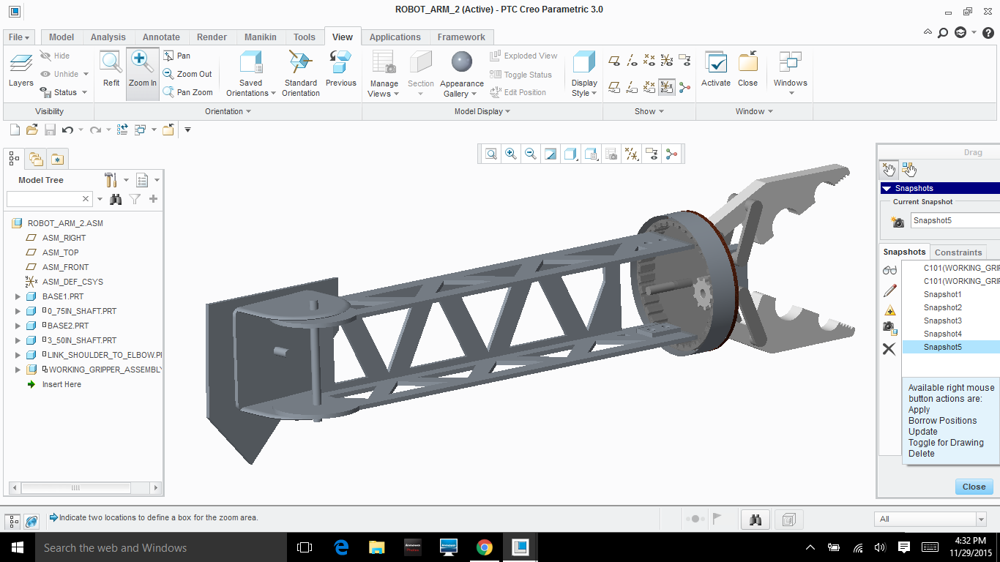 ROBOT_ARM_2 (Active) - PTC Creo Parametric 3.0
File Model Analysis Annotate Render Manikin Tools View Applications Framework
Layers
Hide
Unhide
Status
Visibility
Refit
Zoom In
Pan
Zoom Out
Pan Zoom
Saved
Orientations
Standard
Orientation
Previous
Orientation
Manage
Views
Section
Appearance
Gallery
Exploded View
Toggle Status
Edit Position
Model Display
Display
Style
Show
Activate
Close
Windows
Window
Model Tree
ROBOT_ARM_2.ASM
ASM_RIGHT
ASM_TOP
ASM_FRONT
ASM_DEF_CSYS
BASE1.PRT
0_75IN_SHAFT.PRT
BASE2.PRT
3_50IN_SHAFT.PRT
LINK_SHOULDER_TO_ELBOW.P
WORKING_GRIPPER_ASSEMBLY
Insert Here
Drag
Snapshots
Current Snapshot
Snapshot5
Snapshots Constraints
C101(WORKING_GRIP
C101(WORKING_GRIP
Snapshot1
Snapshot2
Snapshot3
Snapshot4
Snapshot5
Available right mouse
button actions are:
Apply
Borrow Positions
Update
Toggle for Drawing
Delete
Close
Indicate two locations to define a box for the zoom area.
All
Search the web and Windows
4:32 PM
11/29/2015